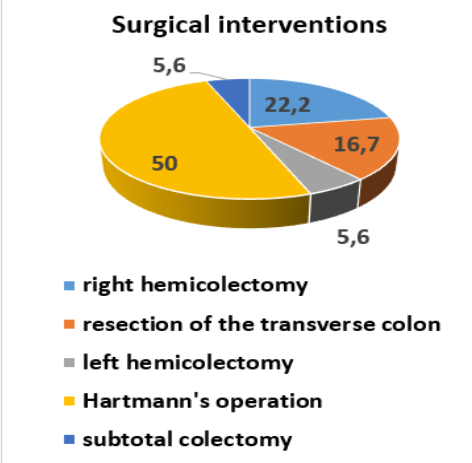 Surgical interventions
5,6
22,2
16,7
50
5,6
right hemicolectomy
resection of the transverse colon
left hemicolectomy
Hartmann's operation
subtotal colectomy